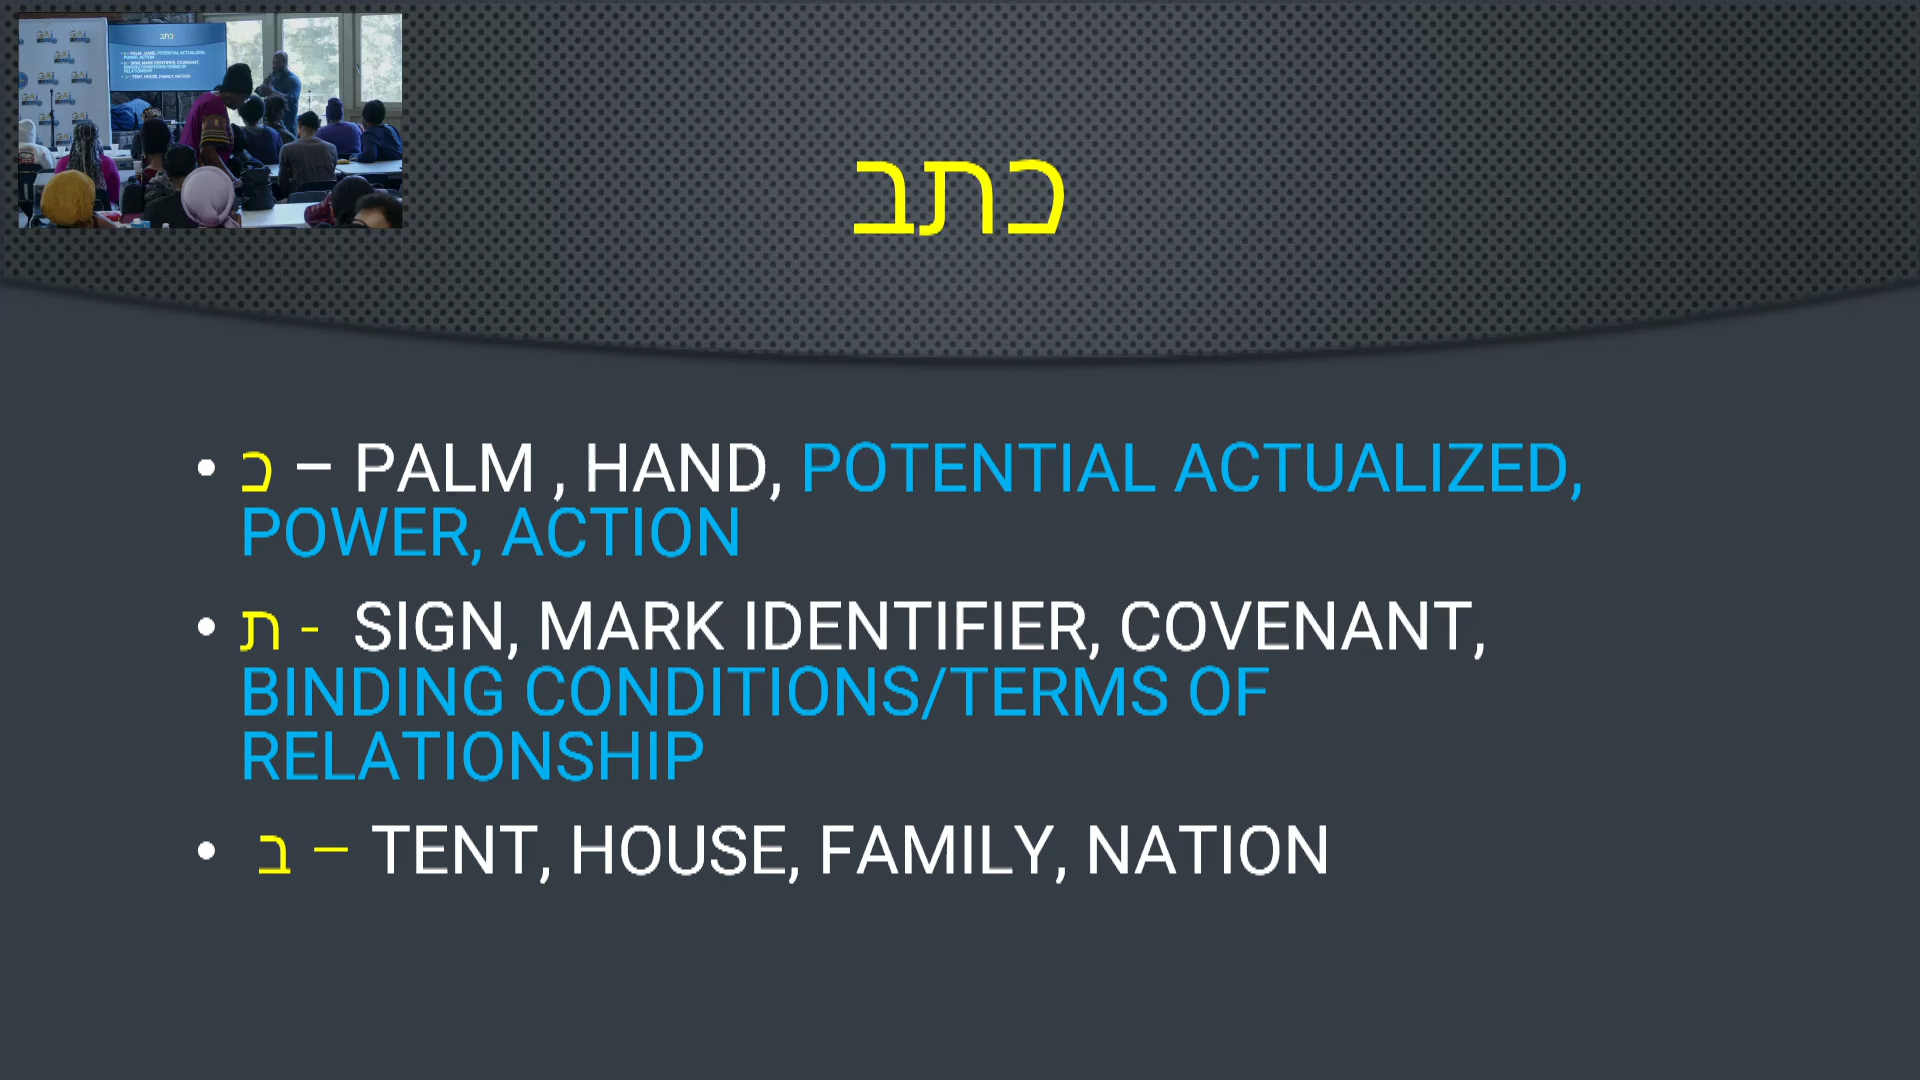 כתב
• כ – PALM , HAND, POTENTIAL ACTUALIZED,
POWER, ACTION
• ת - SIGN, MARK IDENTIFIER, COVENANT,
BINDING CONDITIONS/TERMS OF
RELATIONSHIP
• ב – TENT, HOUSE, FAMILY, NATION